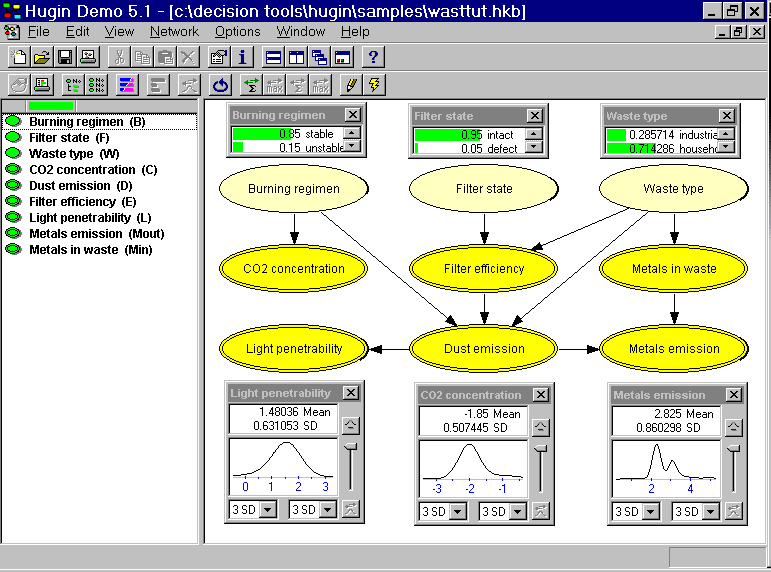 Hugin Demo 5.1 - [c:\decision tools\hugin\samples\wasttut.hkb]
File Edit View Network Options Window Help
Burning regimen (B)
Filter state (F)
Waste type (W)
CO2 concentration (C)
Dust emission (D)
Filter efficiency (E)
Light penetrability (L)
Metals emission (Mout)
Metals in waste (Min)
Burning regimen
0.85 stable
0.15 unstable
Filter state
0.95 intact
0.05 defect
Waste type
0.285714 industria
0.714286 househo
Burning regimen
Filter state
Waste type
CO2 concentration
Filter efficiency
Metals in waste
Light penetrability
Dust emission
Metals emission
Light penetrability
1.48036 Mean
0.631053 SD
0 1 2 3
3 SD 3 SD
CO2 concentration
-1.85 Mean
0.507445 SD
-3 -2 -1
3 SD 3 SD
Metals emission
2.825 Mean
0.860298 SD
2 4
3 SD 3 SD